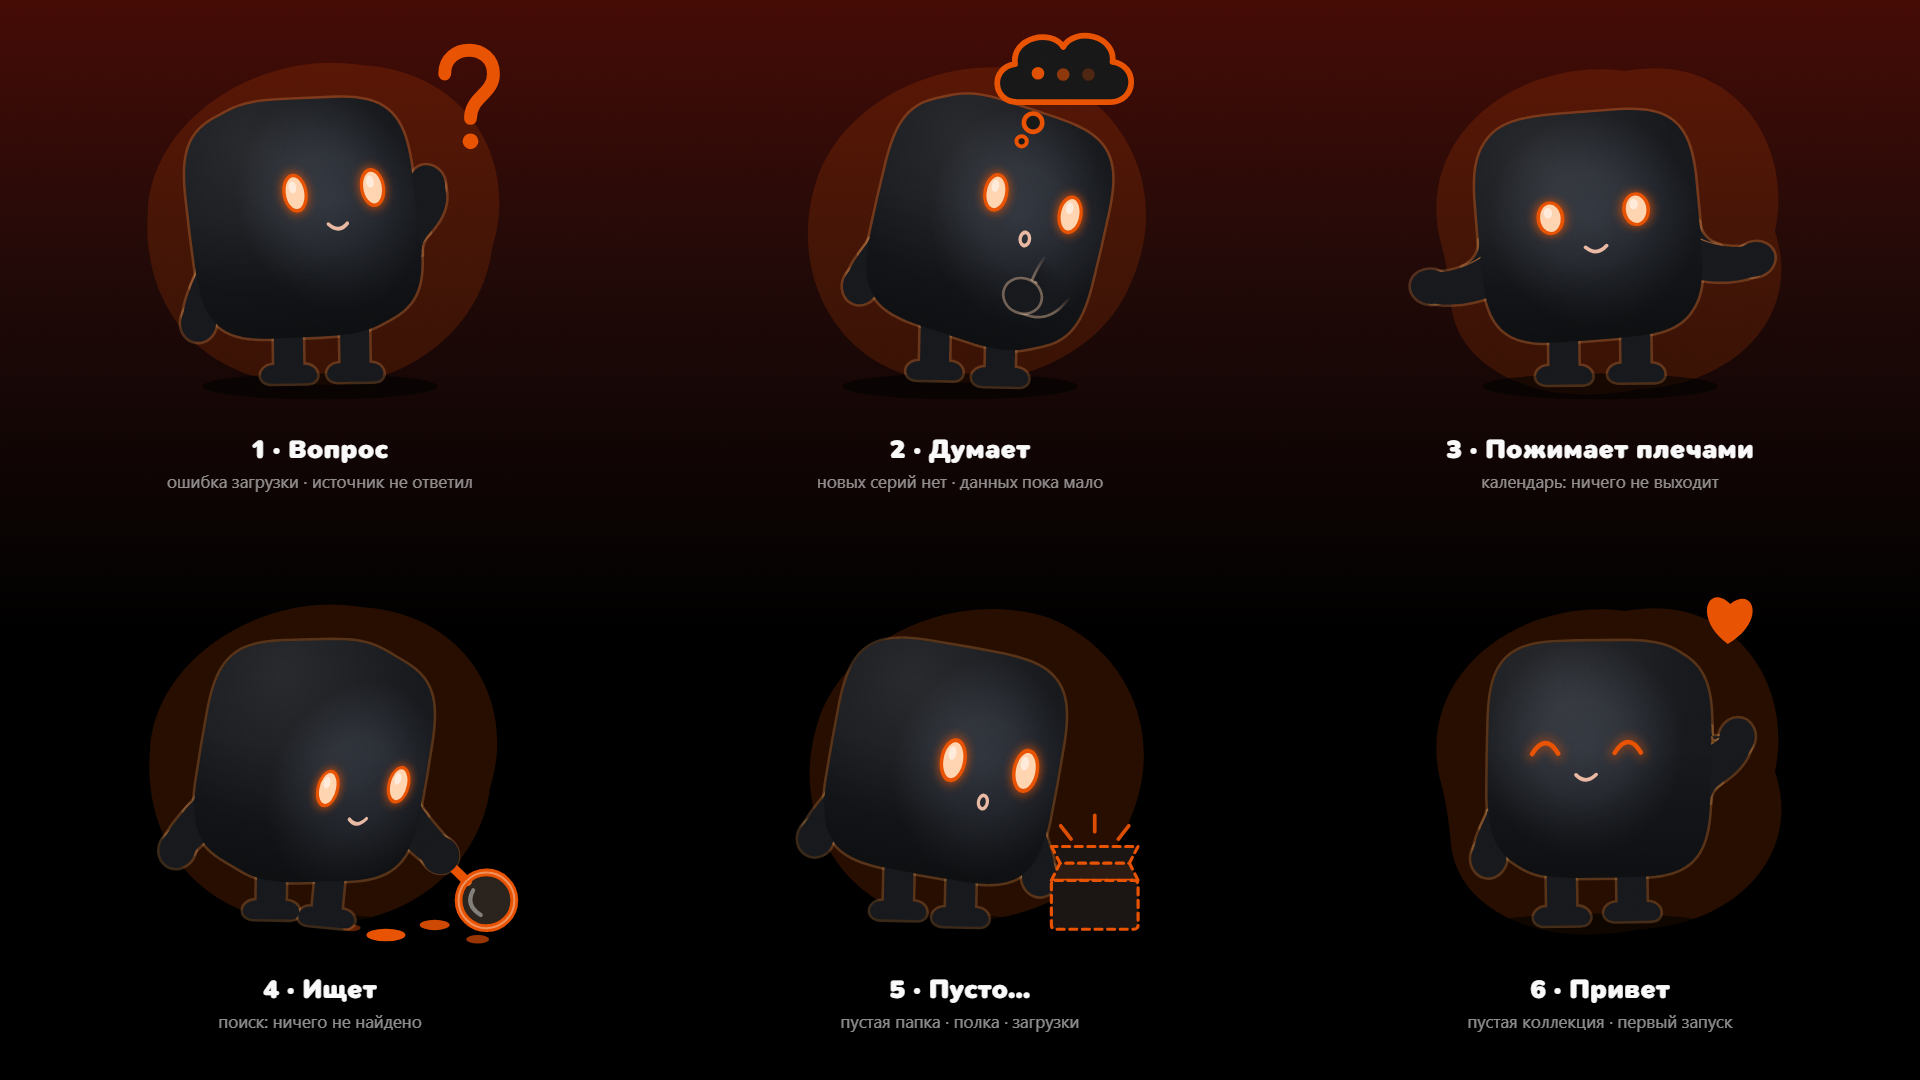 ?
1 · Вопрос
ошибка загрузки · источник не ответил
2 · Думает
новых серий нет · данных пока мало
3 · Пожимает плечами
календарь: ничего не выходит
4 · Ищет
поиск: ничего не найдено
5 · Пусто...
пустая папка · полка · загрузки
6 · Привет
пустая коллекция · первый запуск